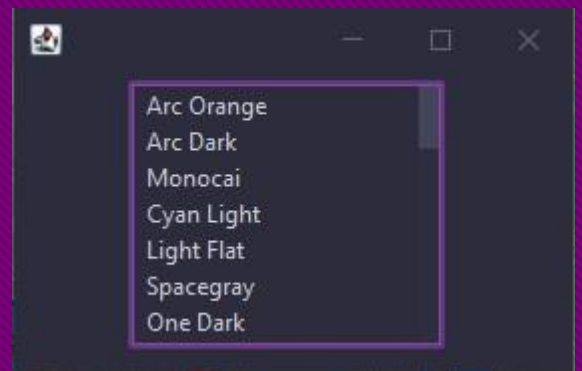 Arc Orange
Arc Dark
Monocai
Cyan Light
Light Flat
Spacegray
One Dark